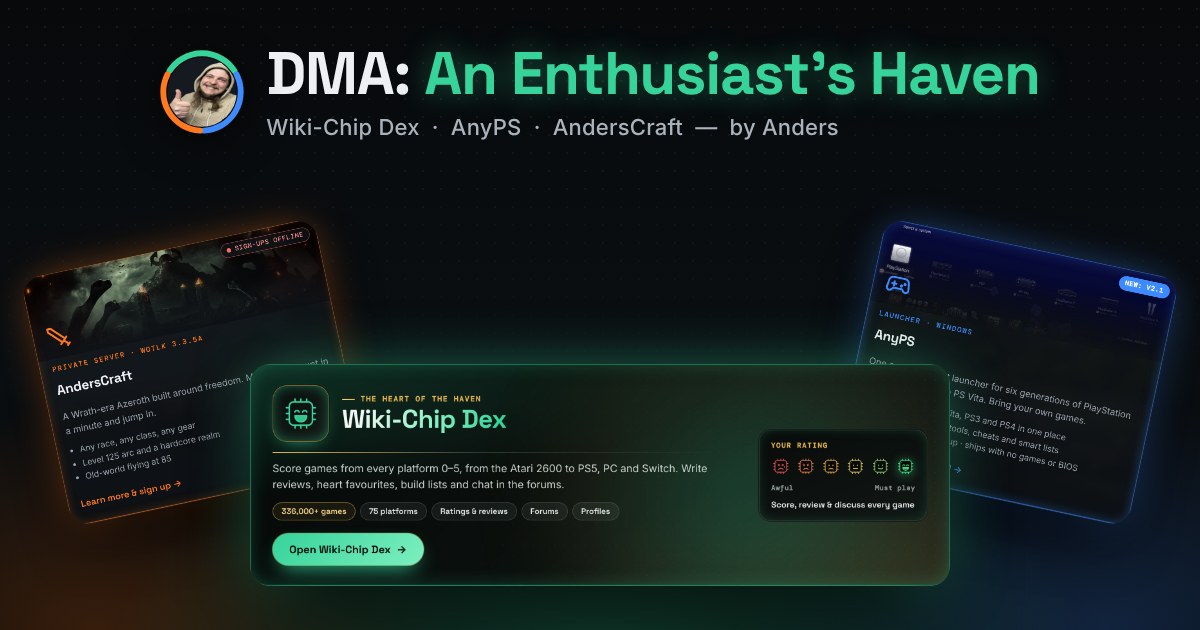 DMA: An Enthusiast's Haven
Wiki-Chip Dex · AnyPS · AndersCraft — by Anders
SIGN-UPS OFFLINE
PRIVATE SERVER · WOTLK 3.3.5A
AndersCraft
A Wrath-era Azeroth built around freedom.
a minute and jump in.
• Any race, any class, any gear
• Level 125 arc and a hardcore realm
• Old-world flying at 85
Learn more & sign up →
THE HEART OF THE HAVEN
Wiki-Chip Dex
Score games from every platform 0–5, from the Atari 2600 to PS5, PC and Switch. Write
reviews, heart favourites, build lists and chat in the forums.
336,000+ games
75 platforms
Ratings & reviews
Forums
Profiles
Open Wiki-Chip Dex →
YOUR RATING
Awful
Must play
Score, review & discuss every game
PlayStation
NEW: V2.1
LAUNCHER · WINDOWS
AnyPS
launcher for six generations of PlayStation
PS Vita. Bring your own games.
PS3 and PS4 in one place
tools, cheats and smart lists
· ships with no games or BIOS